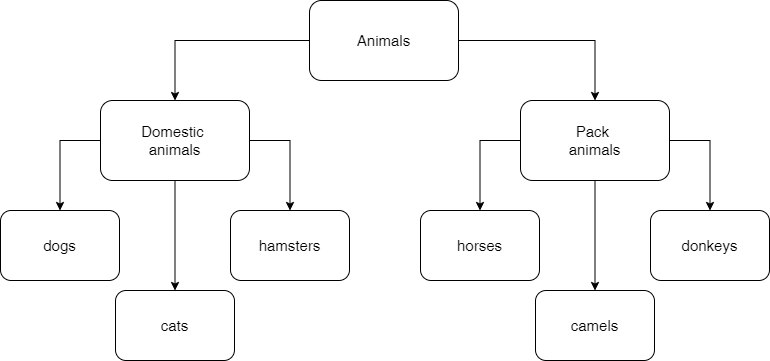 Animals
Domestic
animals
Pack
animals
dogs
hamsters
horses
donkeys
cats
camels